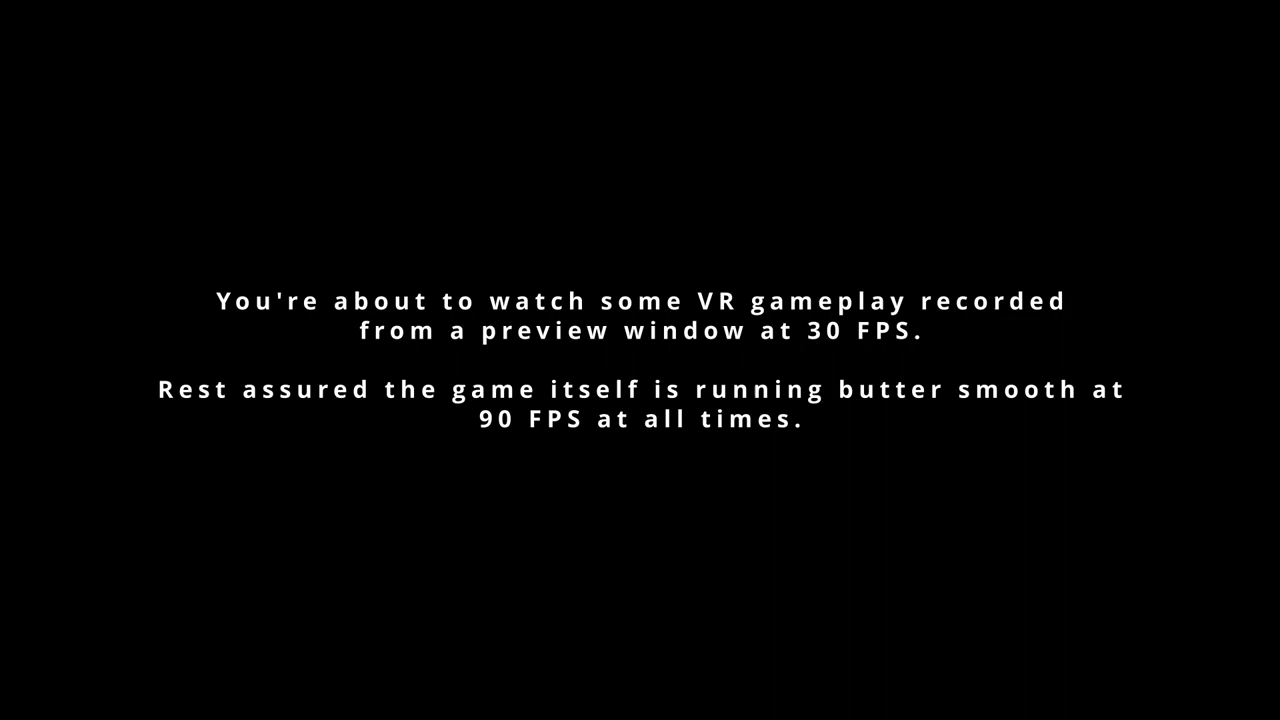 You're about to watch some VR gameplay recorded
from a preview window at 30 FPS.
Rest assured the game itself is running butter smooth at
90 FPS at all times.